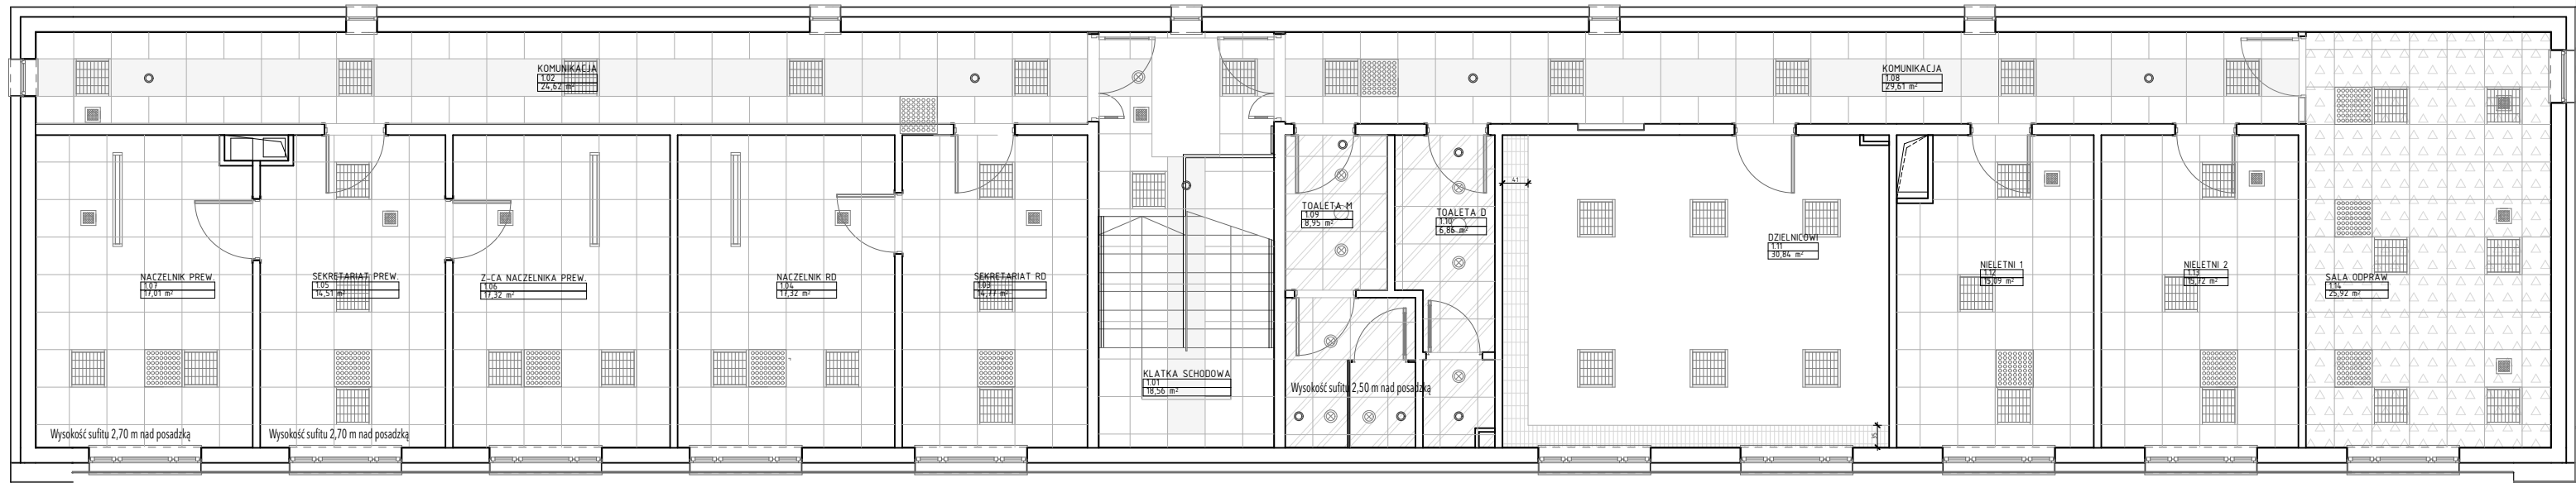 KOMUNIKACJA
1.02
24,62 m²
KOMUNIKACJA
1.08
29,61 m²
NACZELNIK PREW.
1.07
17,01 m²
SEKRETARIAT PREW.
1.05
14,51 m²
Z-CA NACZELNIKA PREW.
1.06
17,32 m²
NACZELNIK RD
1.04
17,32 m²
SEKRETARIAT RD
1.03
14,77 m²
KLATKA SCHODOWA
1.01
18,56 m²
TOALETA M
1.09
8,95 m²
TOALETA D
1.10
6,86 m²
41
DZIELNICOWI
1.11
30,84 m²
NIELETNI 1
1.12
15,09 m²
NIELETNI 2
1.13
15,72 m²
SALA ODPRAW
1.14
25,92 m²
Wysokość sufitu 2,70 m nad posadzką
Wysokość sufitu 2,70 m nad posadzką
Wysokość sufitu 2,50 m nad posadzką
35